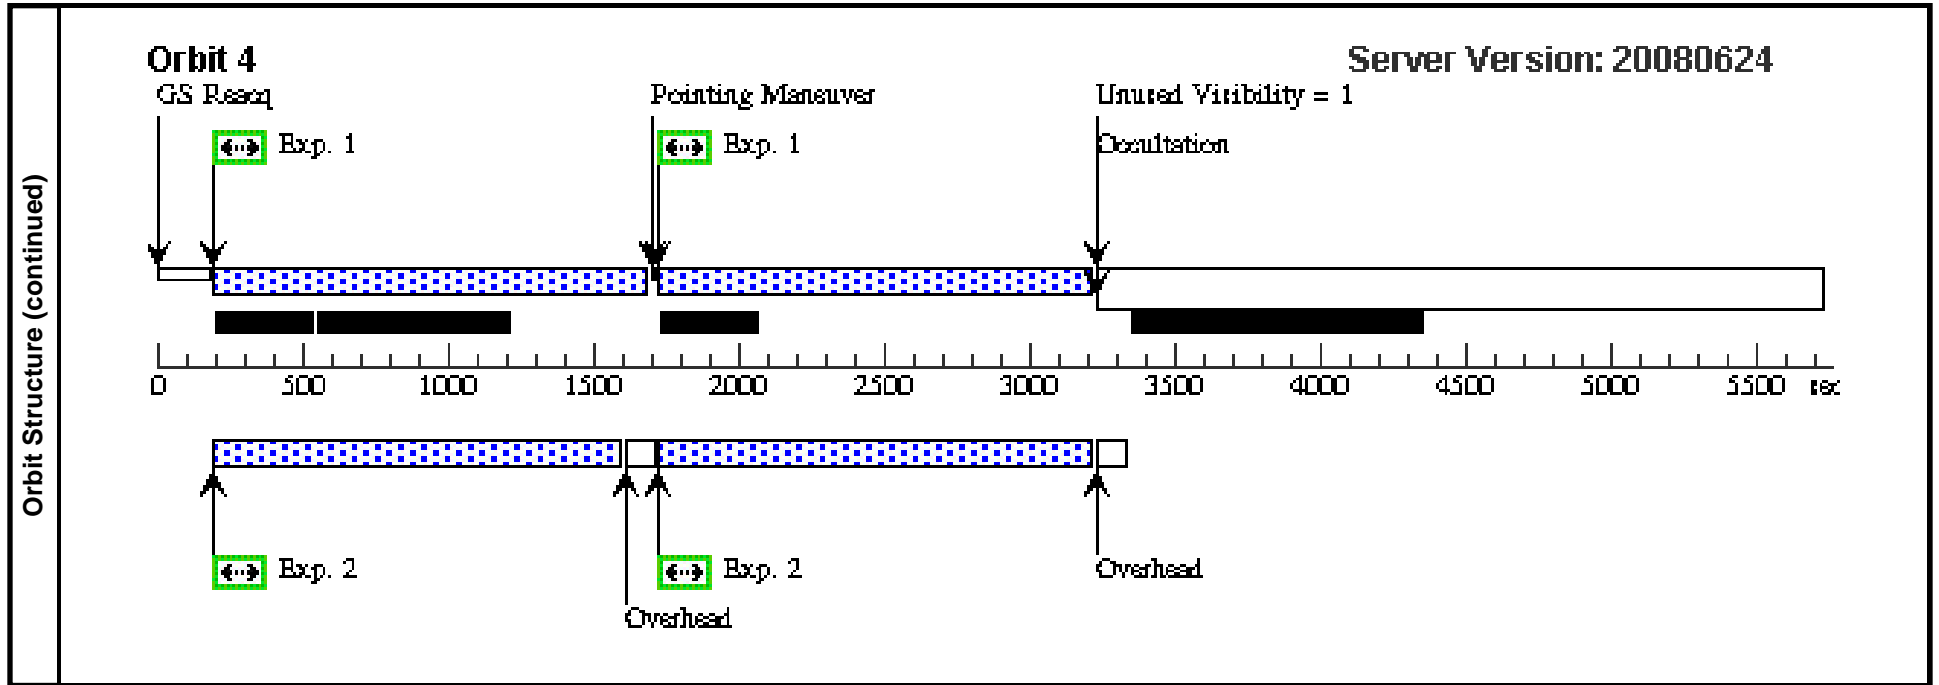 Orbit Structure (continued)
Orbit 4
Server Version: 20080624
GS Reacq
Pointing Maneuver
Unused Visibility = 1
Exp. 1
Exp. 1
Occultation
0 500 1000 1500 2000 2500 3000 3500 4000 4500 5000 5500 sec
Exp. 2
Exp. 2
Overhead
Overhead